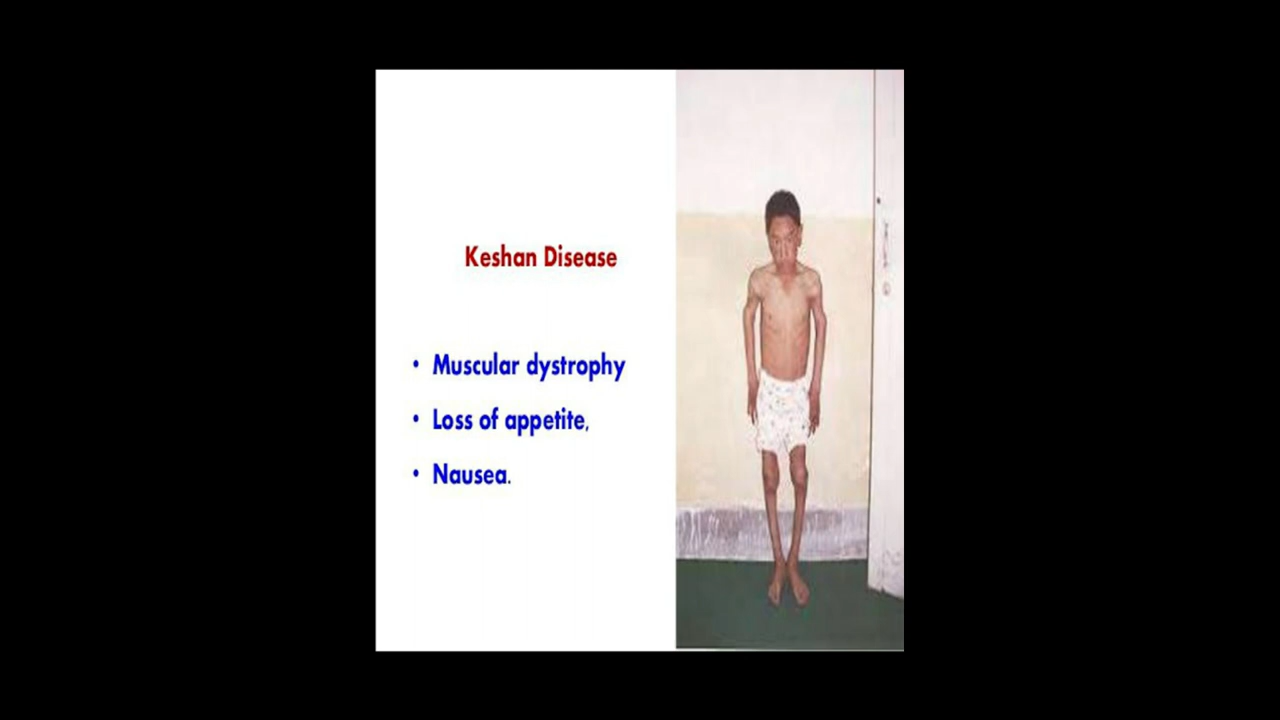 Keshan Disease
• Muscular dystrophy
• Loss of appetite,
• Nausea.